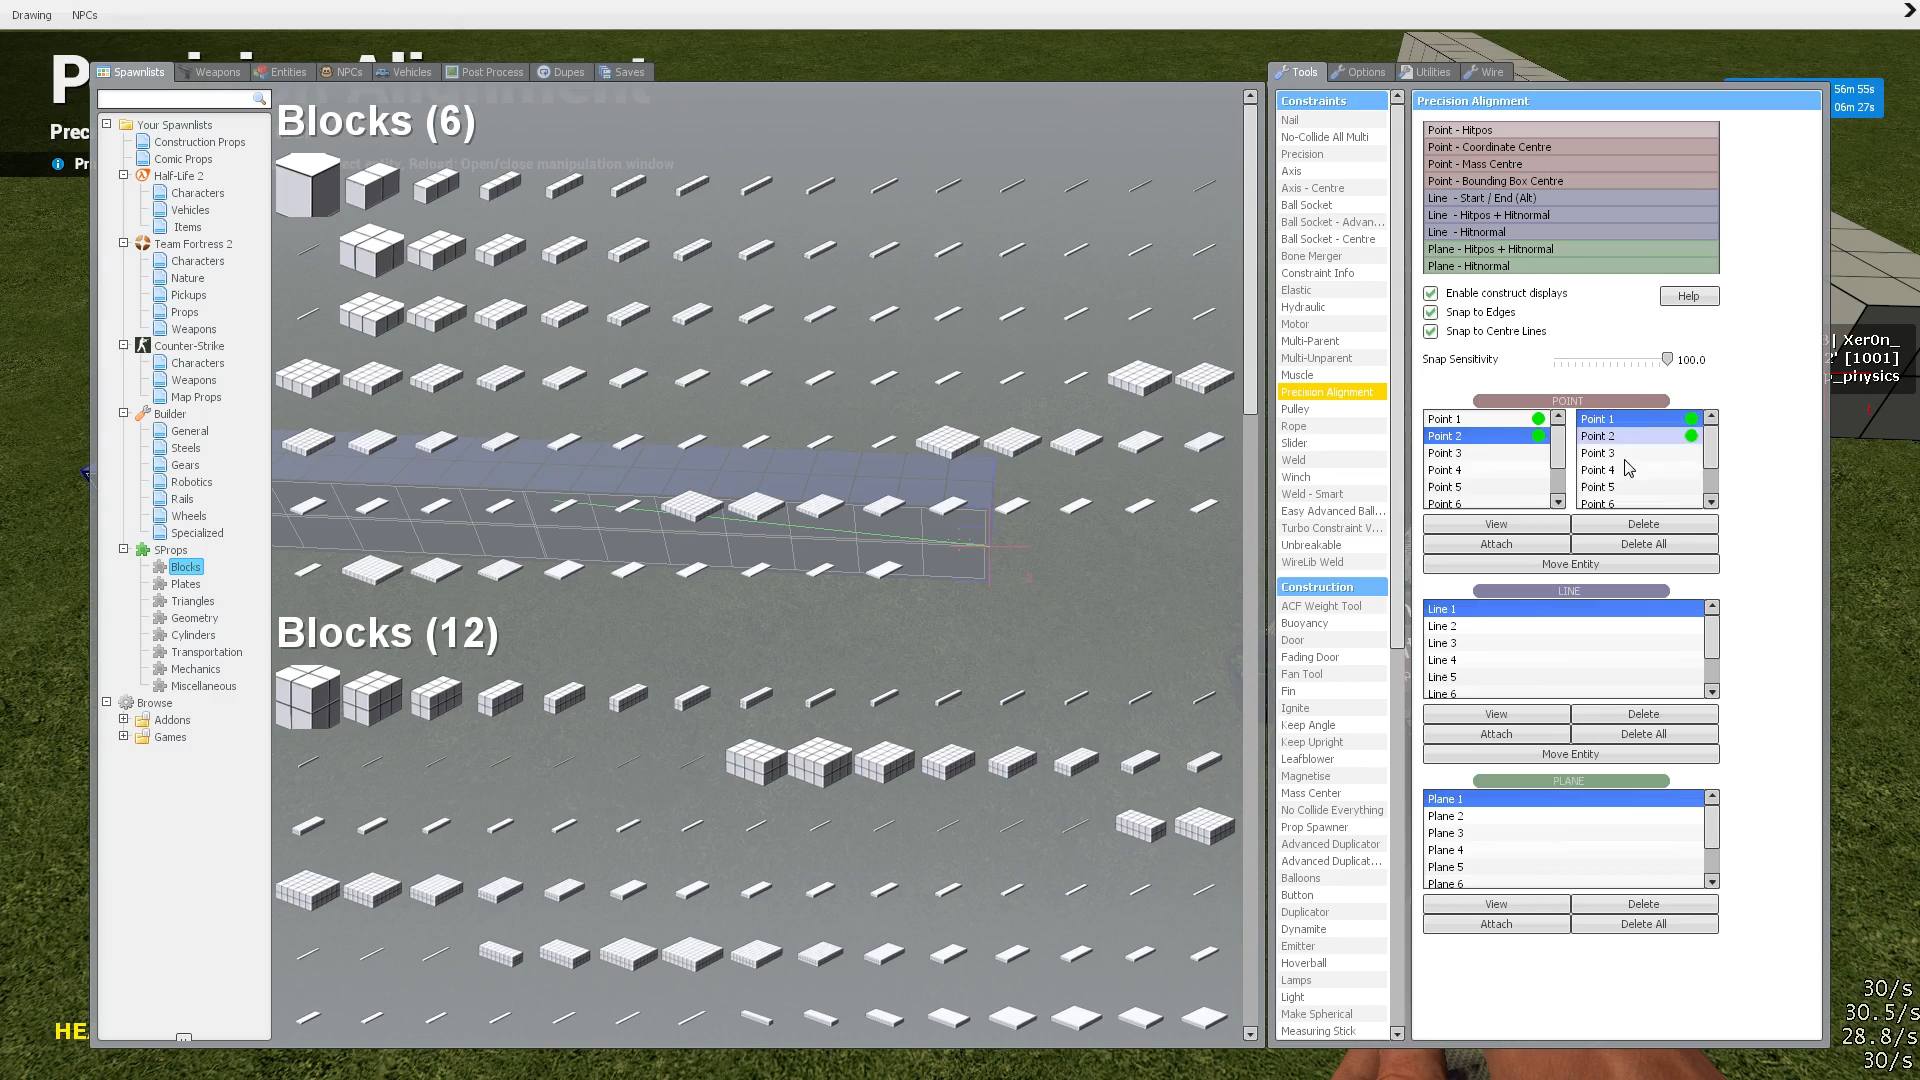 Drawing NPCs
Spawnlists Weapons Entities NPCs Vehicles Post Process Dupes Saves
Your Spawnlists
Construction Props
Comic Props
Half-Life 2
Characters
Vehicles
Items
Team Fortress 2
Characters
Nature
Pickups
Props
Weapons
Counter-Strike
Characters
Weapons
Map Props
Builder
General
Steels
Gears
Robotics
Rails
Wheels
Specialized
SProps
Blocks
Plates
Triangles
Geometry
Cylinders
Transportation
Mechanics
Miscellaneous
Browse
Addons
Games
Blocks (6)
entity, Reload: Open/close manipulation window
Blocks (12)
Tools Options Utilities Wire
Constraints
Nail
No-Collide All Multi
Precision
Axis
Axis - Centre
Ball Socket
Ball Socket - Advan...
Ball Socket - Centre
Bone Merger
Constraint Info
Elastic
Hydraulic
Motor
Multi-Parent
Multi-Unparent
Muscle
Precision Alignment
Pulley
Rope
Slider
Weld
Winch
Weld - Smart
Easy Advanced Ball...
Turbo Constraint V...
Unbreakable
WireLib Weld
Construction
ACF Weight Tool
Buoyancy
Door
Fading Door
Fan Tool
Fin
Ignite
Keep Angle
Keep Upright
Leafblower
Magnetise
Mass Center
No Collide Everything
Prop Spawner
Advanced Duplicator
Advanced Duplicat...
Balloons
Button
Duplicator
Dynamite
Emitter
Hoverball
Lamps
Light
Make Spherical
Measuring Stick
Precision Alignment
Point - Hitpos
Point - Coordinate Centre
Point - Mass Centre
Point - Bounding Box Centre
Line - Start / End (Alt)
Line - Hitpos + Hitnormal
Line - Hitnormal
Plane - Hitpos + Hitnormal
Plane - Hitnormal
Enable construct displays Help
Snap to Edges
Snap to Centre Lines
Snap Sensitivity 100.0
POINT
Point 1 Point 1
Point 2 Point 2
Point 3 Point 3
Point 4 Point 4
Point 5 Point 5
Point 6 Point 6
View Delete
Attach Delete All
Move Entity
LINE
Line 1
Line 2
Line 3
Line 4
Line 5
Line 6
View Delete
Attach Delete All
Move Entity
PLANE
Plane 1
Plane 2
Plane 3
Plane 4
Plane 5
Plane 6
View Delete
Attach Delete All
56m 55s
06m 27s
Xer0n_
[1001]
_physics
30/s
30.5/s
28.8/s
30/s